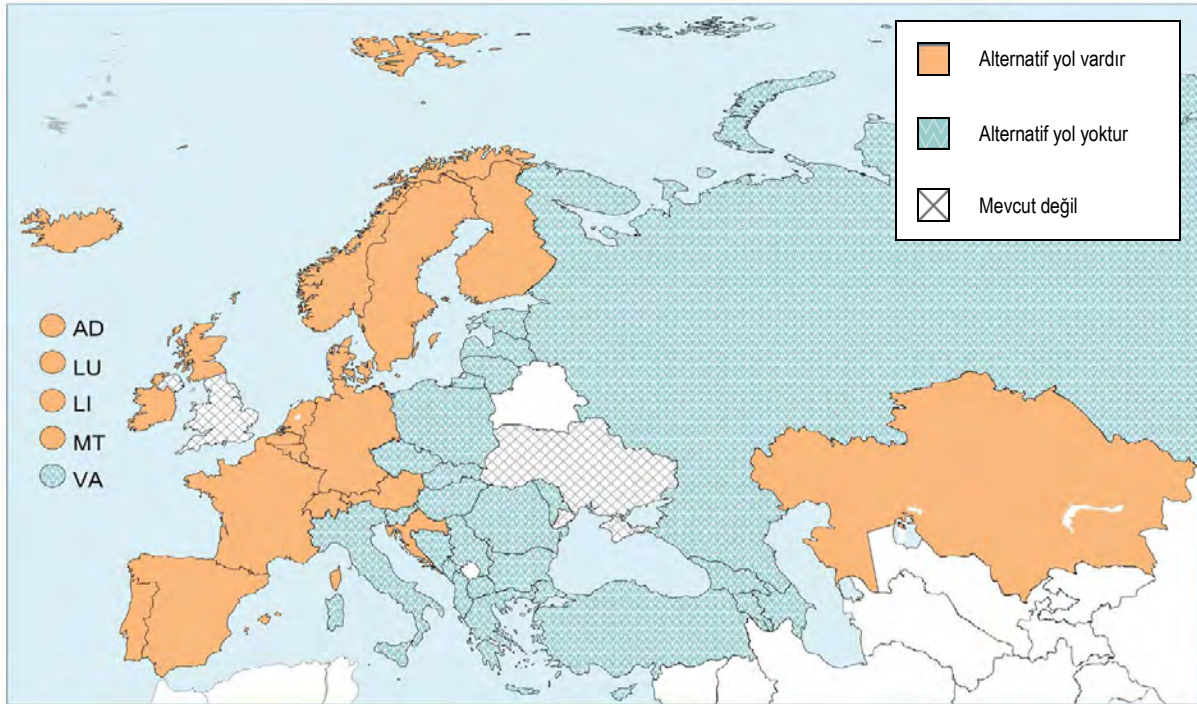 Alternatif yol vardır
Alternatif yol yoktur
Mevcut değil
AD
LU
LI
MT
VA